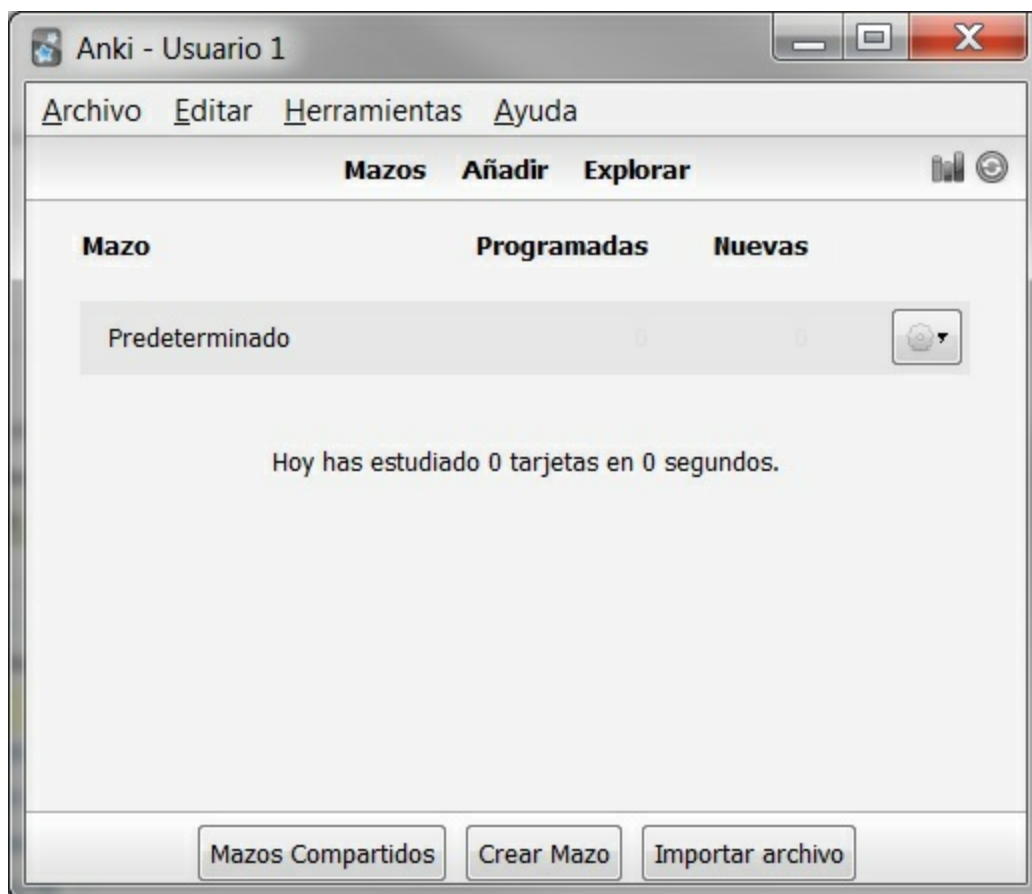 Anki - Usuario 1
Archivo Editar Herramientas Ayuda
Mazos Añadir Explorar
Mazo Programadas Nuevas
Predeterminado 0 0
Hoy has estudiado 0 tarjetas en 0 segundos.
Mazos Compartidos Crear Mazo Importar archivo